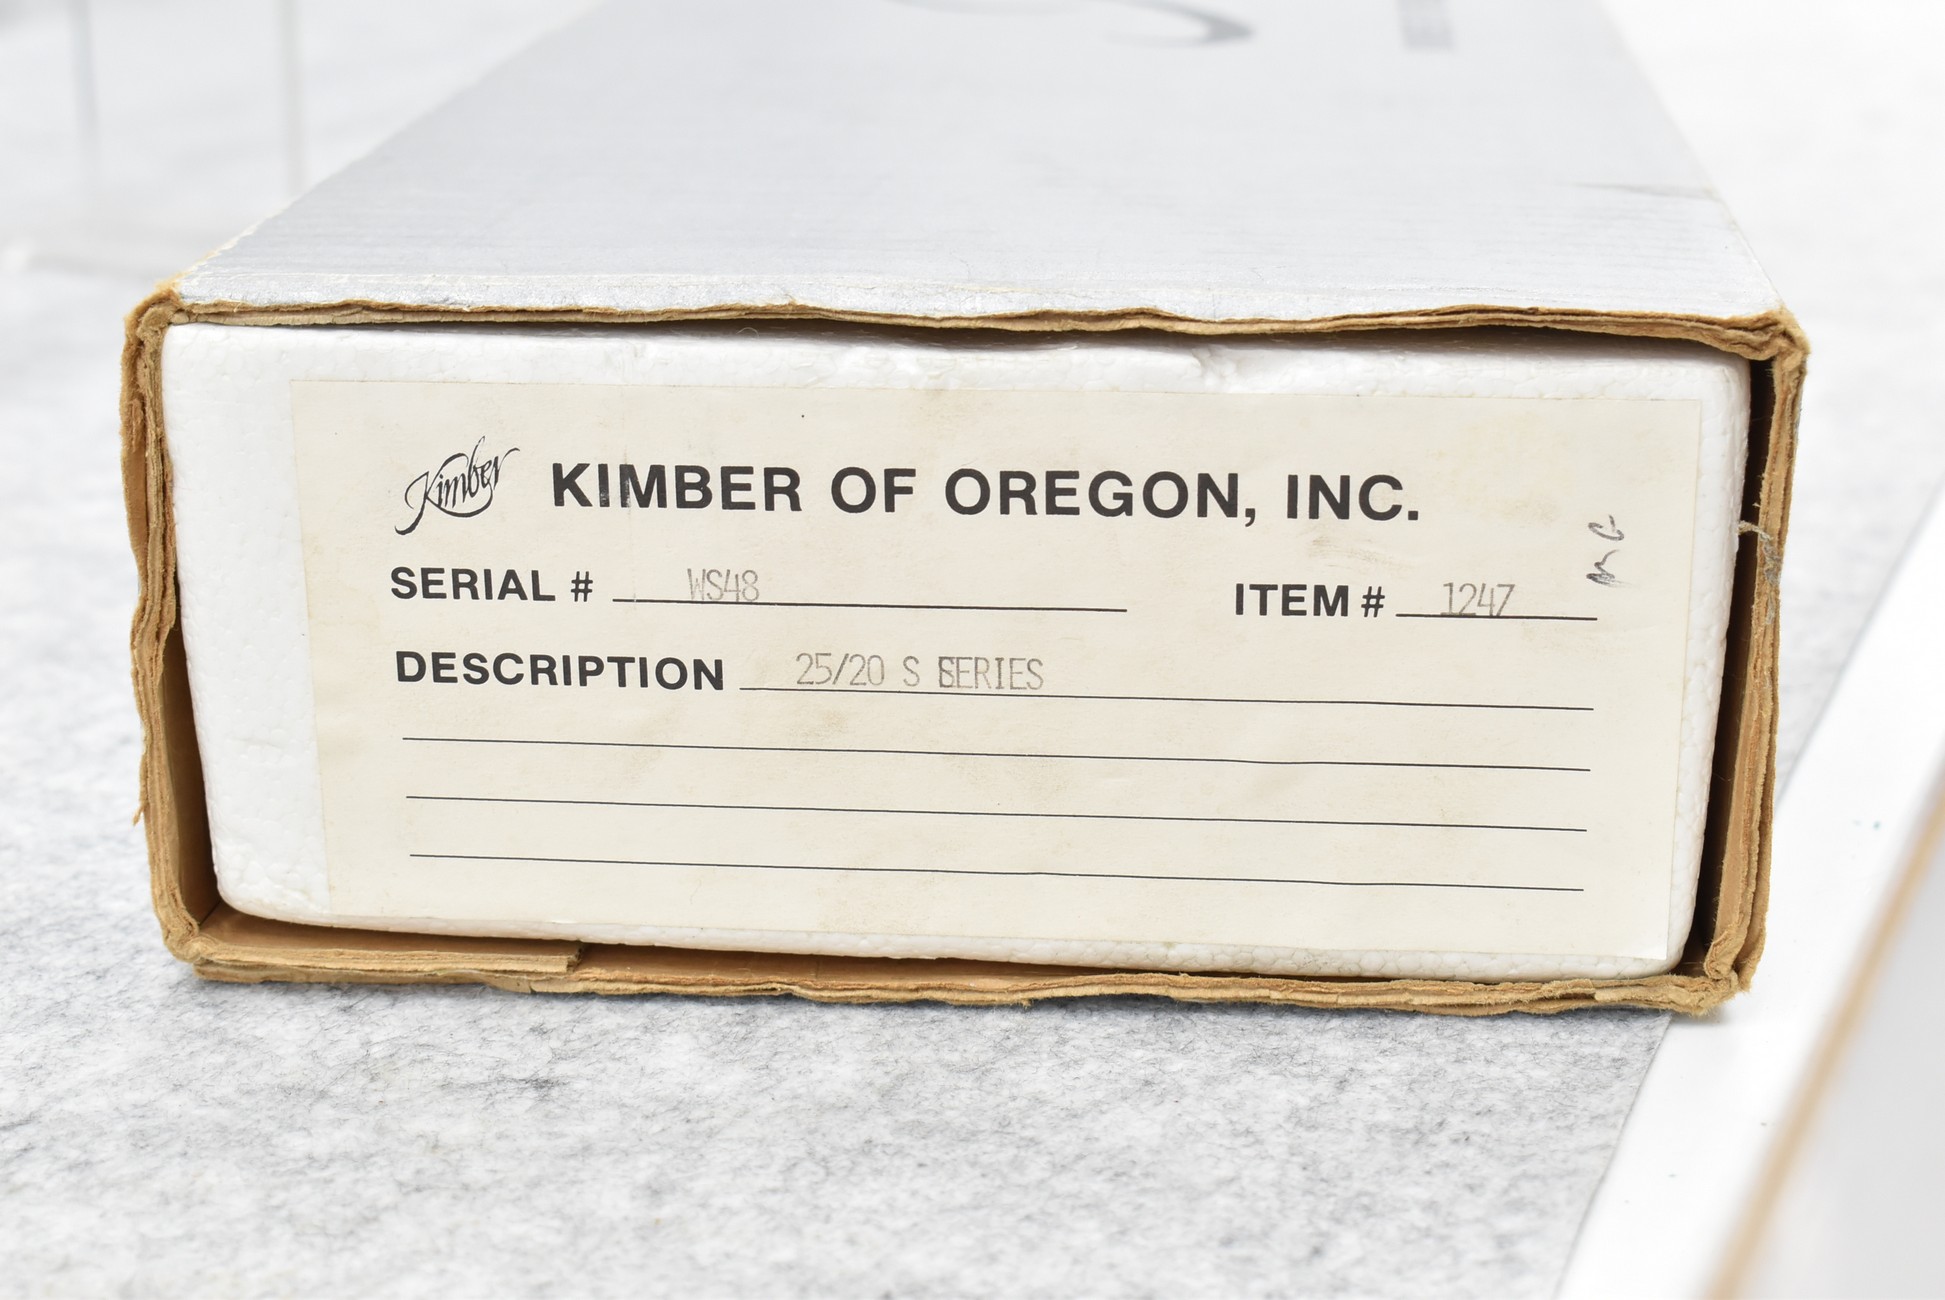 Kimber KIMBER OF OREGON, INC.
SERIAL # WS48 ITEM # 1247
DESCRIPTION 25/20 S SERIES